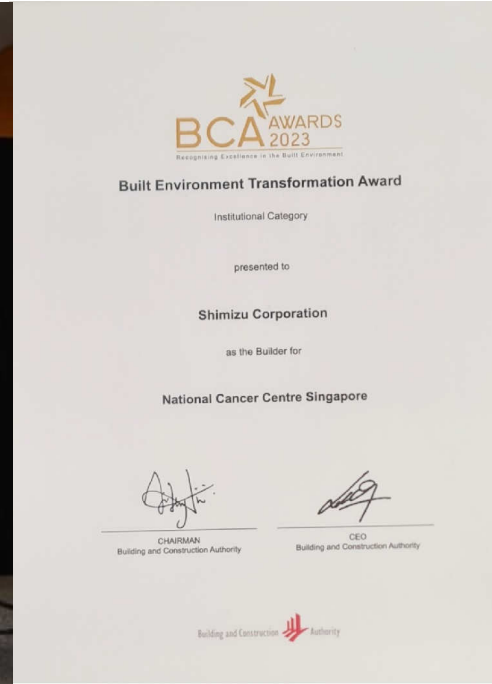 BCA AWARDS
2023
Recognising Excellence in the Built Environment
Built Environment Transformation Award
Institutional Category
presented to
Shimizu Corporation
as the Builder for
National Cancer Centre Singapore
CHAIRMAN
Building and Construction Authority
CEO
Building and Construction Authority
Building and Construction Authority